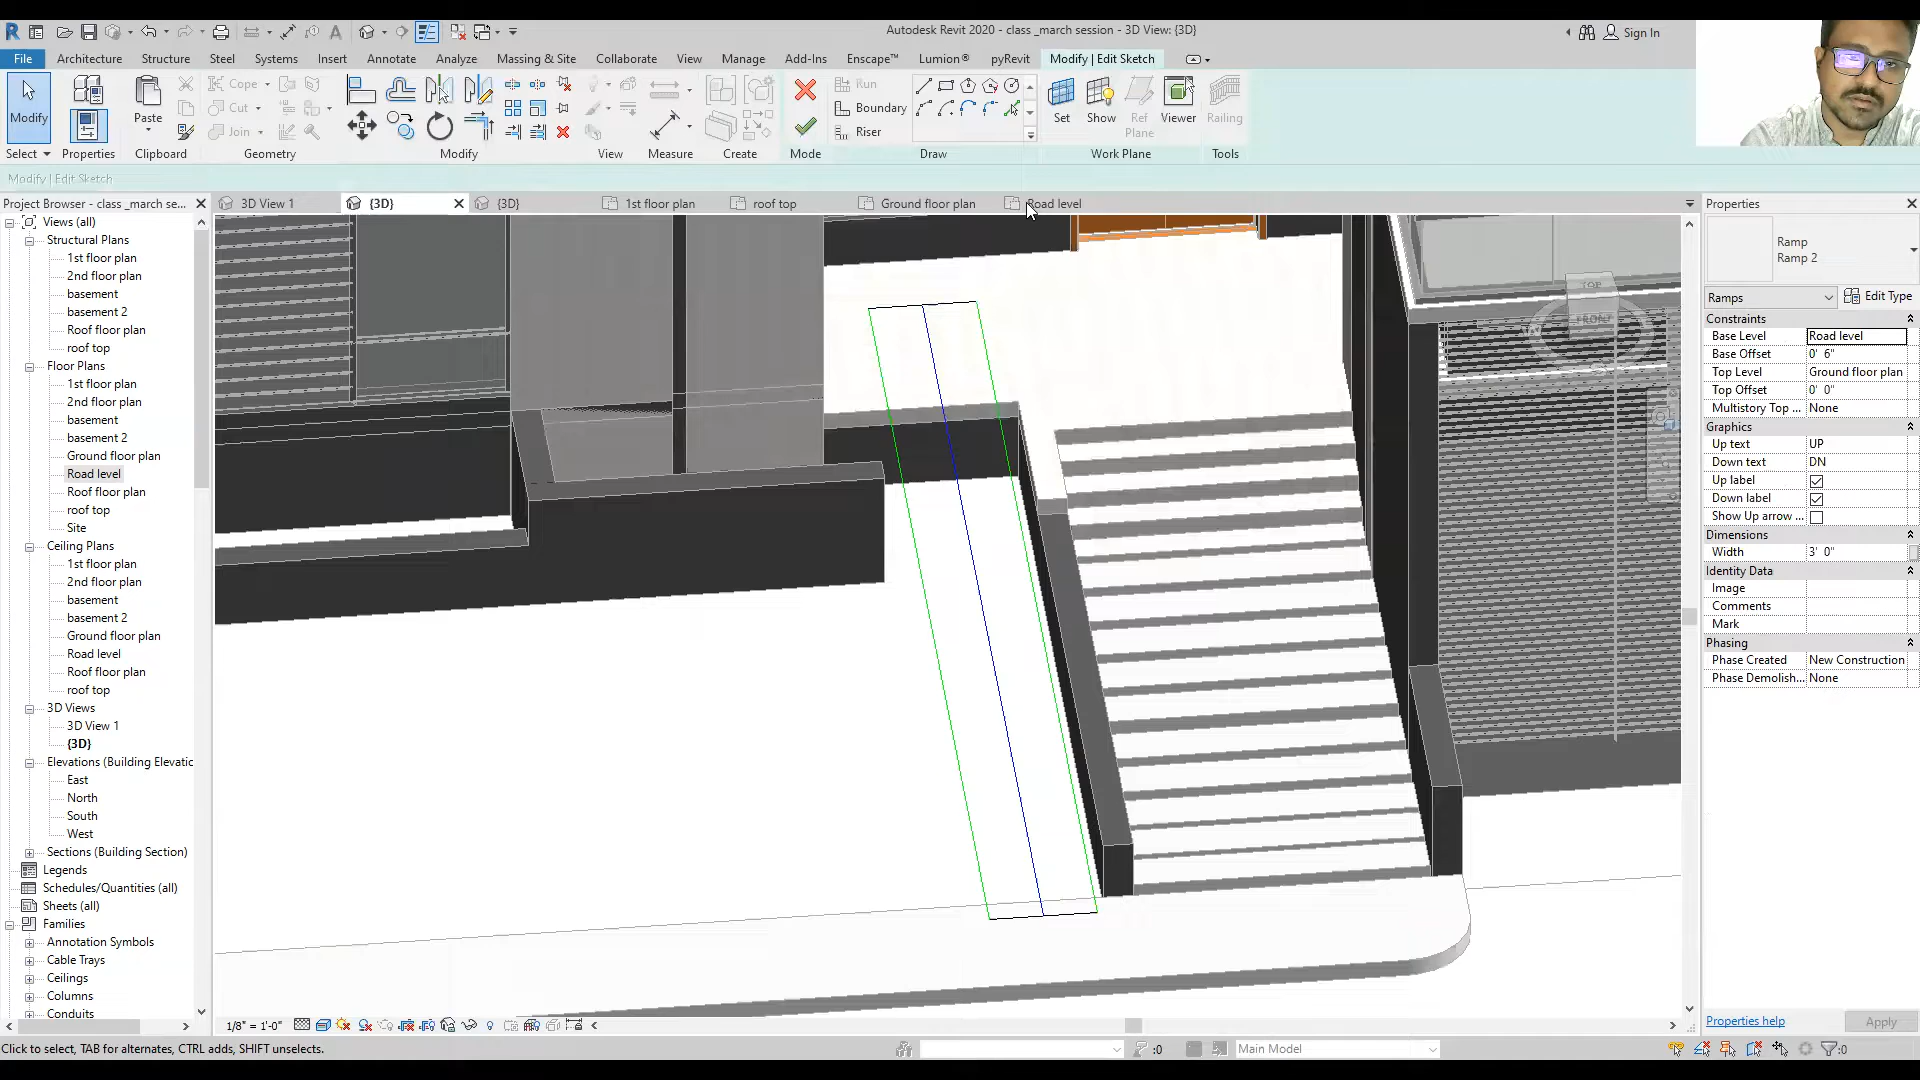 Autodesk Revit 2020 - class _march session - 3D View: {3D}
Sign In
File Architecture Structure Steel Systems Insert Annotate Analyze Massing & Site Collaborate View Manage Add-Ins Enscape™ Lumion® pyRevit Modify | Edit Sketch
Modify
Properties
Paste
Cope
Cut
Join
Run
Boundary
Riser
Set
Show
Ref
Plane
Viewer
Railing
Select
Properties
Clipboard
Geometry
Modify
View
Measure
Create
Mode
Draw
Work Plane
Tools
Modify | Edit Sketch
Project Browser - class _march se...
3D View 1
{3D}
{3D}
1st floor plan
roof top
Ground floor plan
Road level
Views (all)
Structural Plans
1st floor plan
2nd floor plan
basement
basement 2
Roof floor plan
roof top
Floor Plans
1st floor plan
2nd floor plan
basement
basement 2
Ground floor plan
Road level
Roof floor plan
roof top
Site
Ceiling Plans
1st floor plan
2nd floor plan
basement
basement 2
Ground floor plan
Road level
Roof floor plan
roof top
3D Views
3D View 1
{3D}
Elevations (Building Elevatic
East
North
South
West
Sections (Building Section)
Legends
Schedules/Quantities (all)
Sheets (all)
Families
Annotation Symbols
Cable Trays
Ceilings
Columns
Conduits
TOP
FRONT
Properties
Ramp
Ramp 2
Ramps
Edit Type
Constraints
Base Level Road level
Base Offset 0' 6"
Top Level Ground floor plan
Top Offset 0' 0"
Multistory Top ... None
Graphics
Up text UP
Down text DN
Up label
Down label
Show Up arrow ...
Dimensions
Width 3' 0"
Identity Data
Image
Comments
Mark
Phasing
Phase Created New Construction
Phase Demolish... None
Properties help
Apply
1/8" = 1'-0"
Click to select, TAB for alternates, CTRL adds, SHIFT unselects.
:0
Main Model
:0